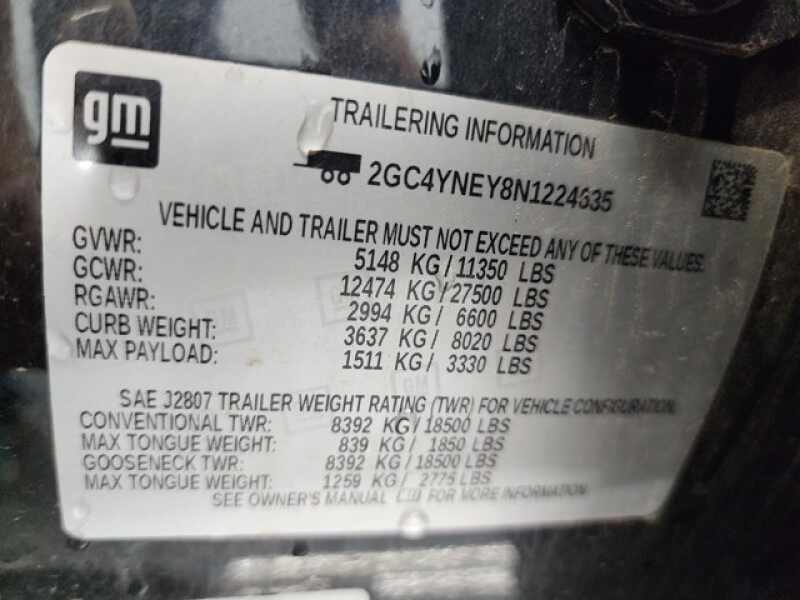 gm
TRAILERING INFORMATION
2GC4YNEY8N1224635
VEHICLE AND TRAILER MUST NOT EXCEED ANY OF THESE VALUES.
GVWR: 5148 KG / 11350 LBS
GCWR: 12474 KG / 27500 LBS
RGAWR: 2994 KG / 6600 LBS
CURB WEIGHT: 3637 KG / 8020 LBS
MAX PAYLOAD: 1511 KG / 3330 LBS
SAE J2807 TRAILER WEIGHT RATING (TWR) FOR VEHICLE CONFIGURATION.
CONVENTIONAL TWR: 8392 KG / 18500 LBS
MAX TONGUE WEIGHT: 839 KG / 1850 LBS
GOOSENECK TWR: 8392 KG / 18500 LBS
MAX TONGUE WEIGHT: 1259 KG / 2775 LBS
SEE OWNER'S MANUAL FOR MORE INFORMATION